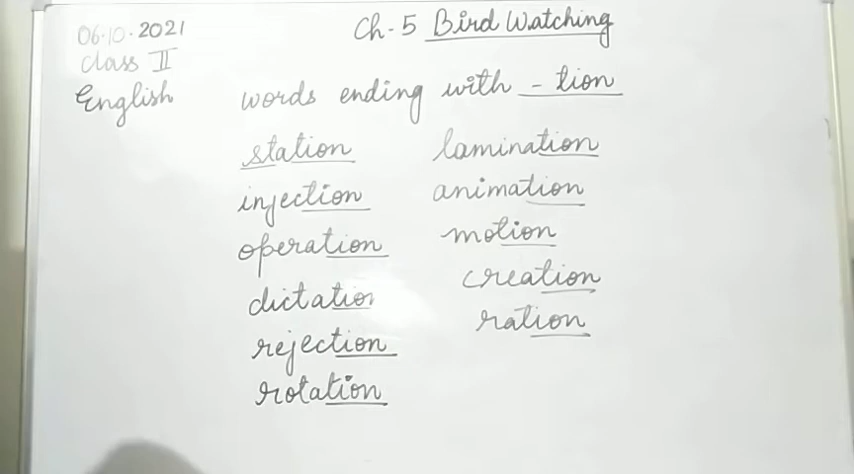 06.10.2021
Class II
English
Ch-5 Bird Watching
words ending with - tion
station
injection
operation
dictatio
rejection
rotation
lamination
animation
motion
creation
ration